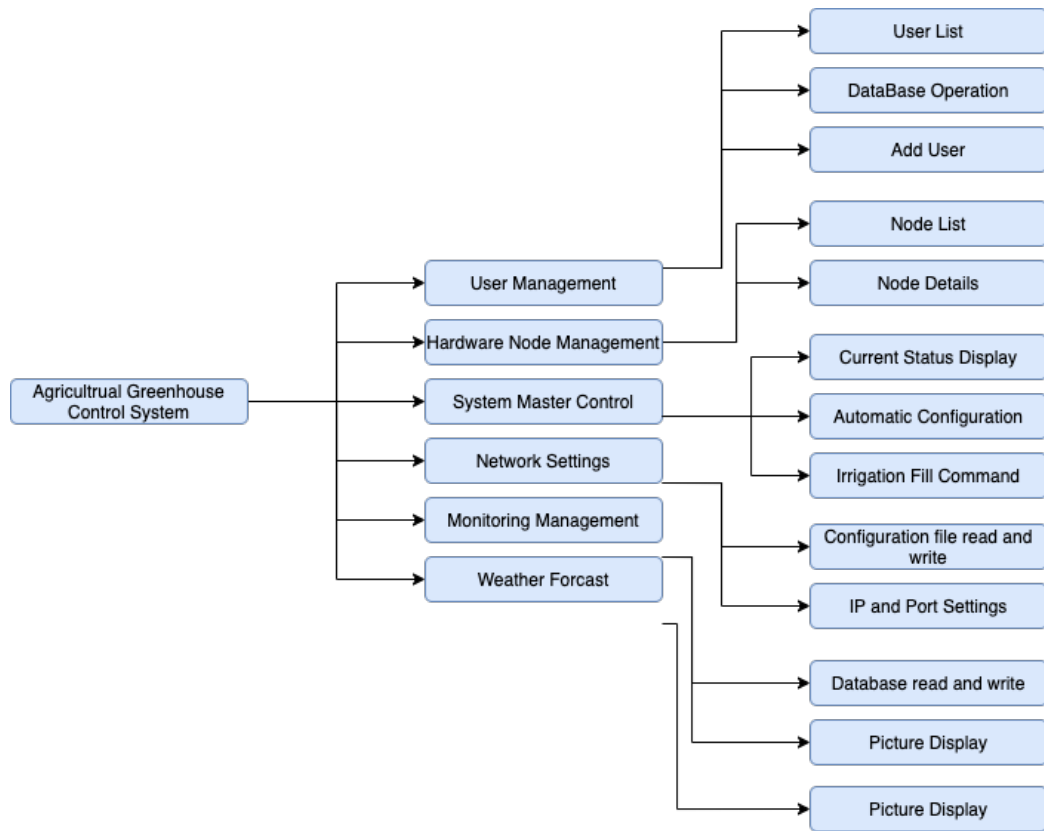 Agricultrual Greenhouse
Control System
User Management
Hardware Node Management
System Master Control
Network Settings
Monitoring Management
Weather Forcast
User List
DataBase Operation
Add User
Node List
Node Details
Current Status Display
Automatic Configuration
Irrigation Fill Command
Configuration file read and
write
IP and Port Settings
Database read and write
Picture Display
Picture Display